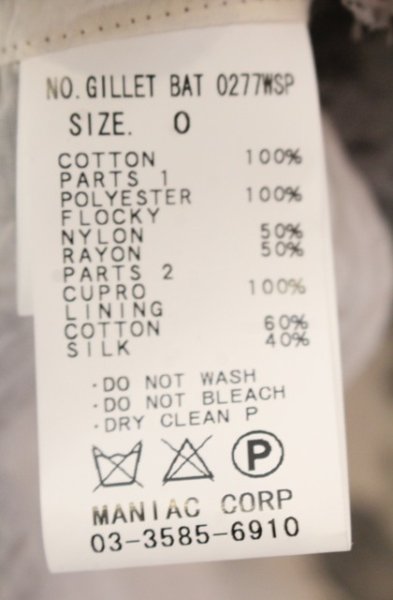 NO. GILLET BAT 0277WSP
SIZE. 0
COTTON 100%
PARTS 1
POLYESTER 100%
FLOCKY
NYLON 50%
RAYON 50%
PARTS 2
CUPRO 100%
LINING
COTTON 60%
SILK 40%
·DO NOT WASH
·DO NOT BLEACH
·DRY CLEAN P
P
MANIAC CORP
03-3585-6910